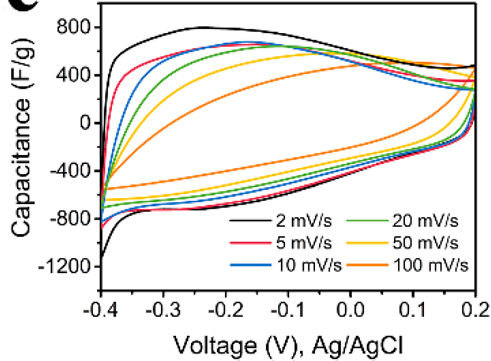 c
Capacitance (F/g)
800
400
0
-400
-800
-1200
2 mV/s 20 mV/s
5 mV/s 50 mV/s
10 mV/s 100 mV/s
-0.4 -0.3 -0.2 -0.1 0.0 0.1 0.2
Voltage (V), Ag/AgCl